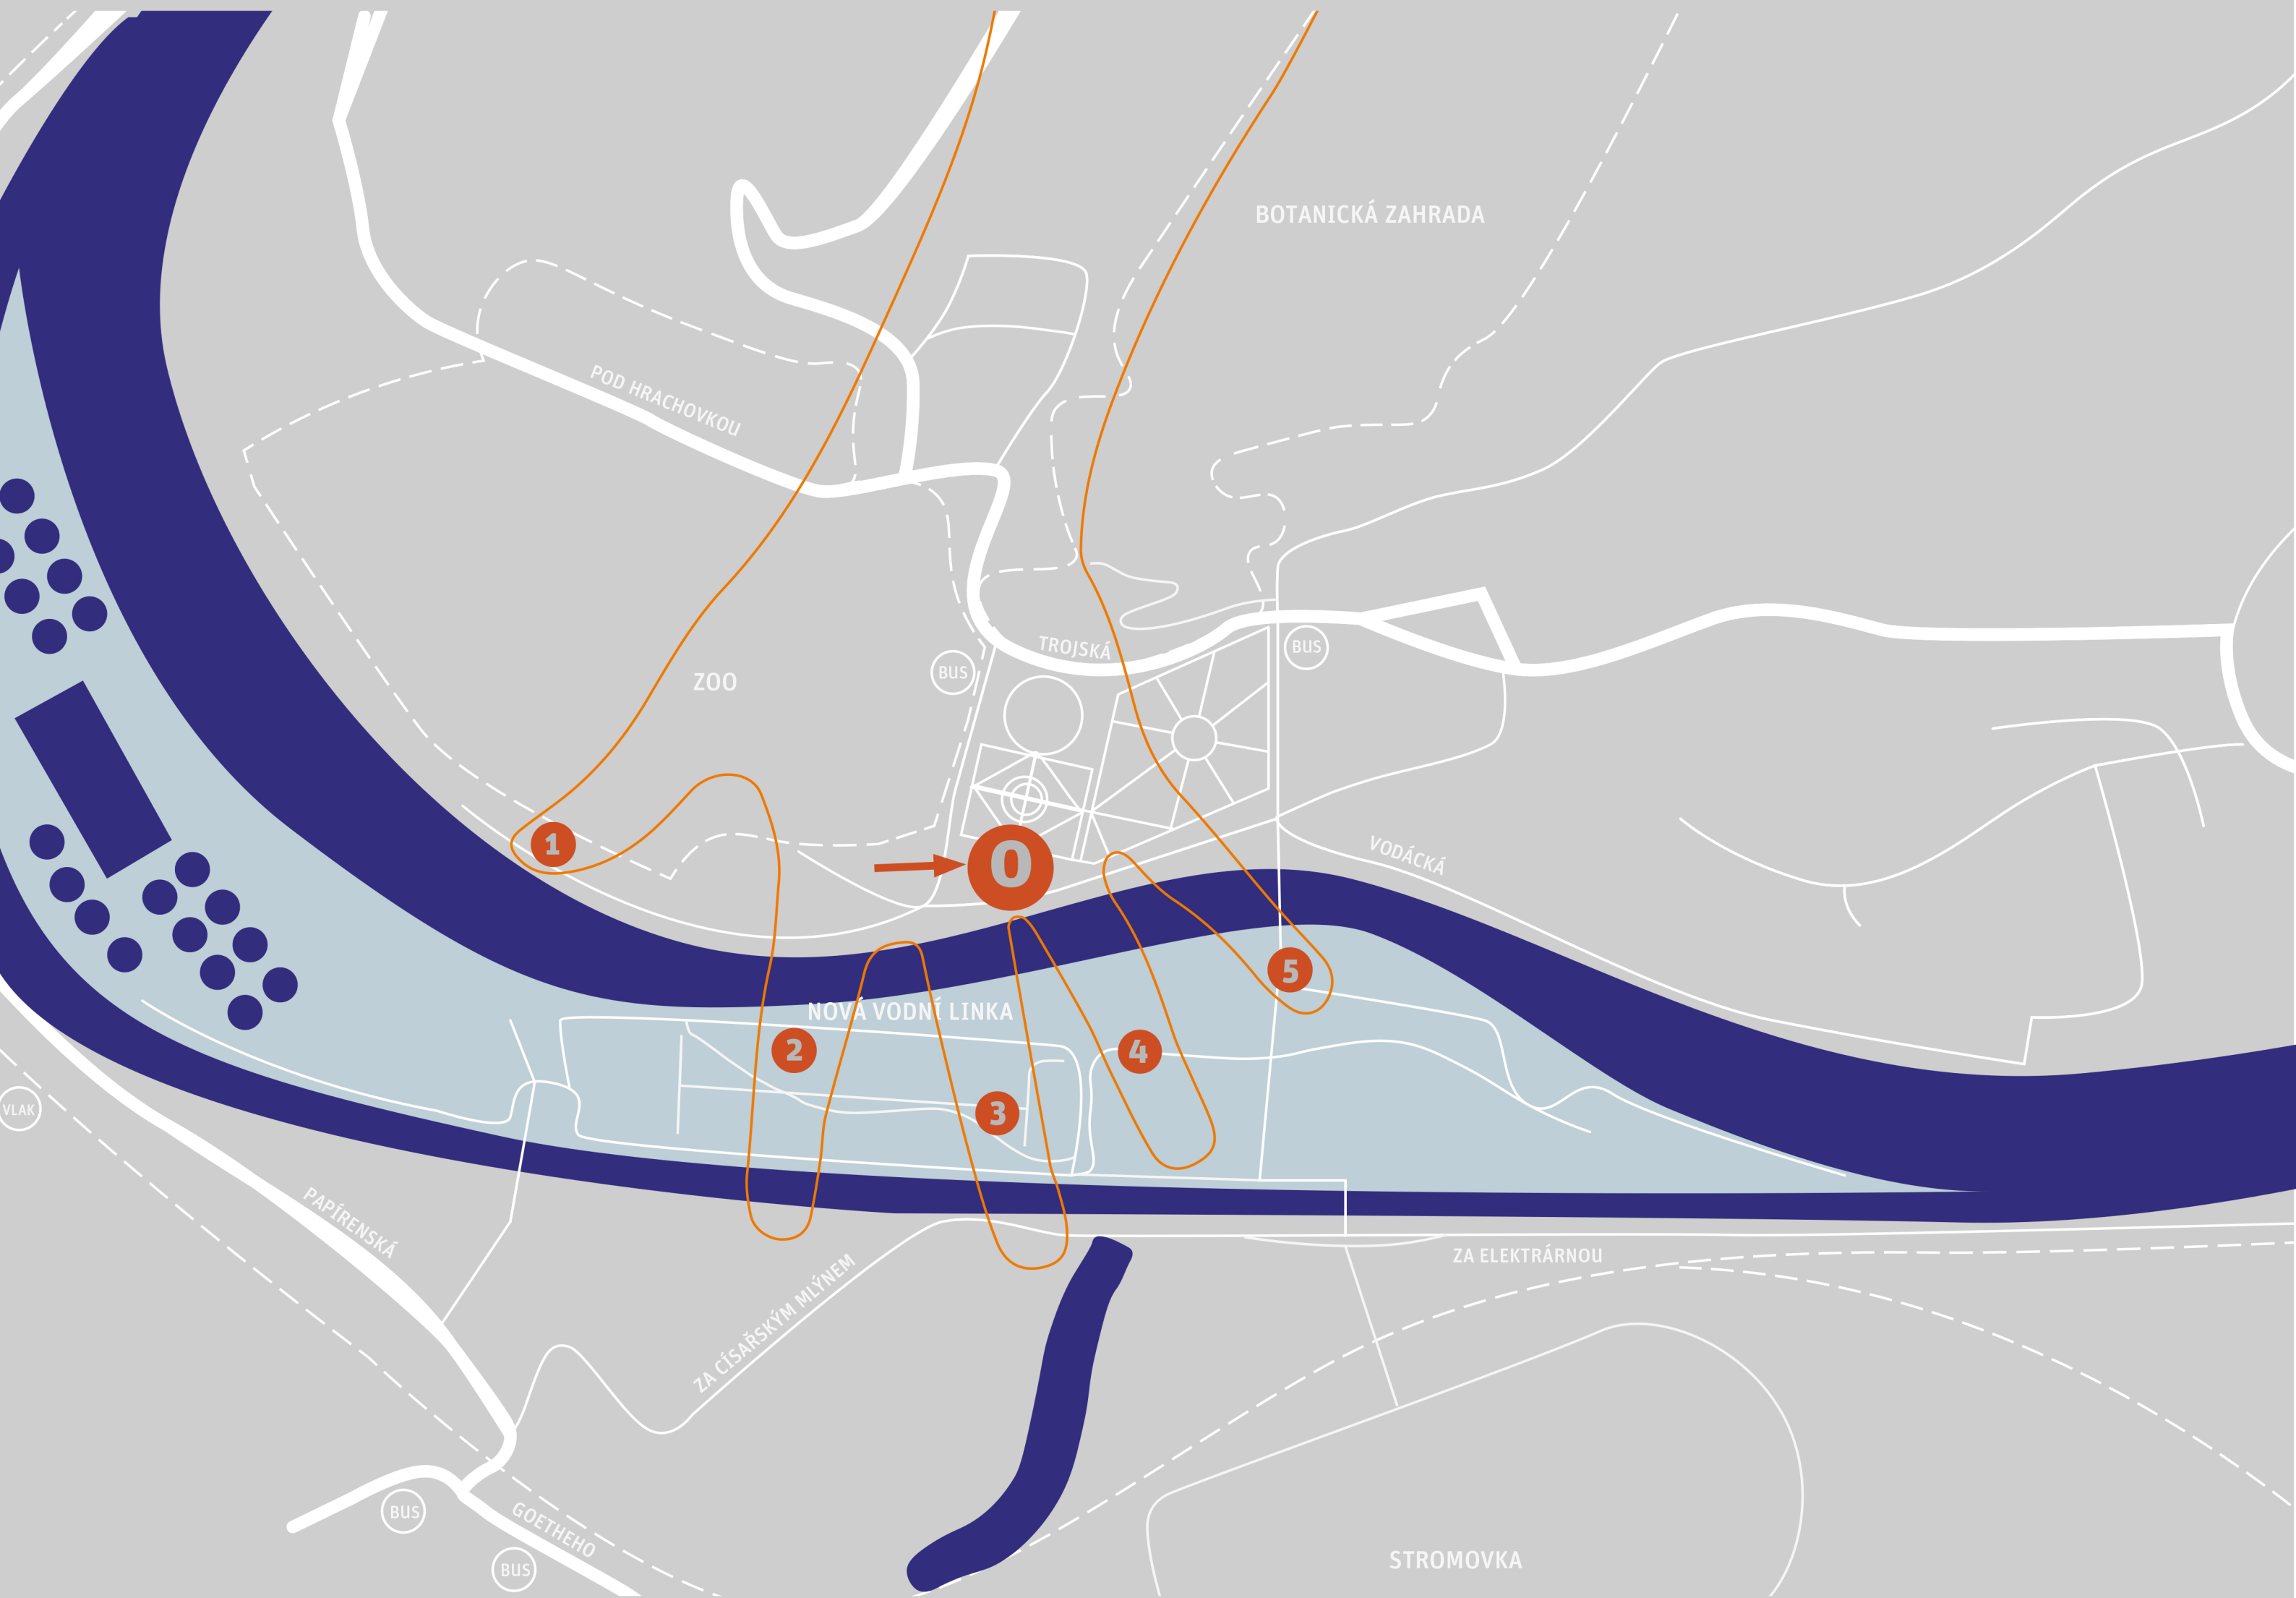 BOTANICKÁ ZAHRADA
POD HRACHOVKOU
TROJSKÁ
BUS
BUS
ZOO
1
0
VODÁCKÁ
5
NOVÁ VODNÍ LINKA
2
4
3
VLAK
PAPÍRENSKÁ
ZA CÍSAŘSKÝM MLÝNEM
ZA ELEKTRÁRNOU
BUS
GOETHEHO
BUS
STROMOVKA